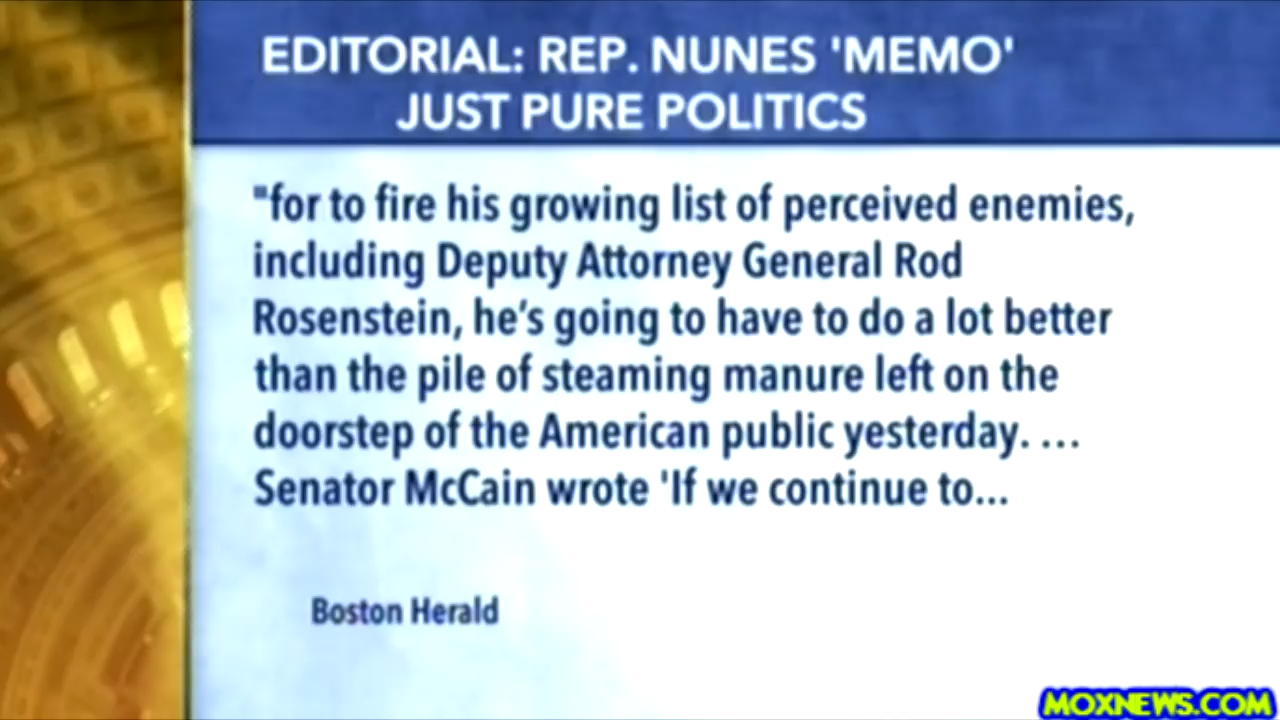 EDITORIAL: REP. NUNES 'MEMO'
JUST PURE POLITICS
"for to fire his growing list of perceived enemies,
including Deputy Attorney General Rod
Rosenstein, he's going to have to do a lot better
than the pile of steaming manure left on the
doorstep of the American public yesterday. ...
Senator McCain wrote 'If we continue to...
Boston Herald
MOXNEWS.COM